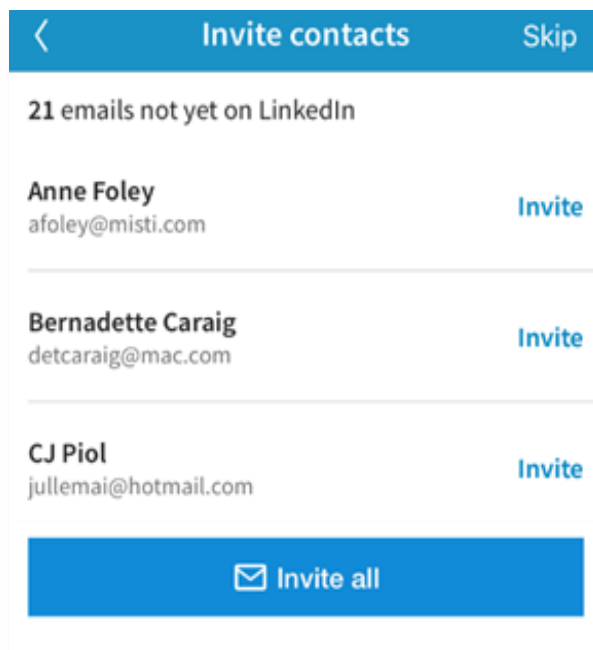 Invite contacts Skip
21 emails not yet on LinkedIn
Anne Foley
afoley@misti.com
Invite
Bernadette Caraig
detcaraig@mac.com
Invite
CJ Piol
jullemai@hotmail.com
Invite
Invite all